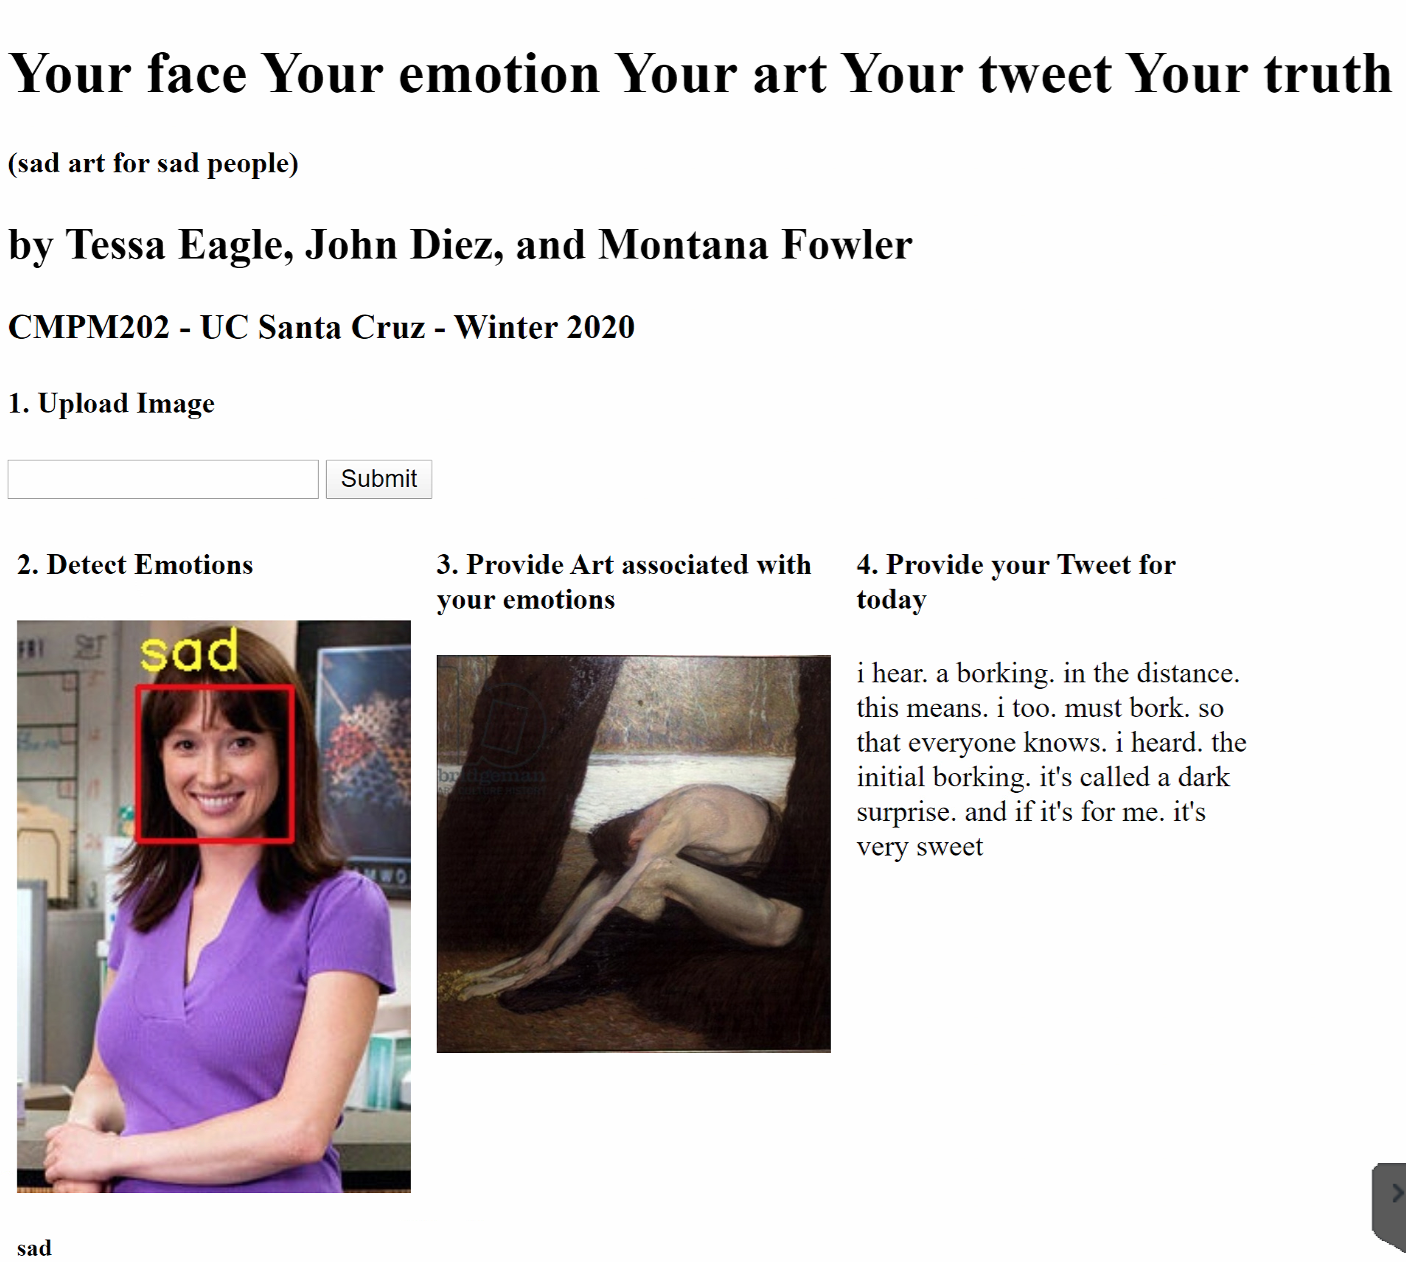 Your face Your emotion Your art Your tweet Your truth
(sad art for sad people)
by Tessa Eagle, John Diez, and Montana Fowler
CMPM202 - UC Santa Cruz - Winter 2020
1. Upload Image
Submit
2. Detect Emotions
sad
SAT
sad
3. Provide Art associated with
your emotions
bridgeman
4. Provide your Tweet for
today
i hear. a borking. in the distance.
this means. i too. must bork. so
that everyone knows. i heard. the
initial borking. it's called a dark
surprise. and if it's for me. it's
very sweet